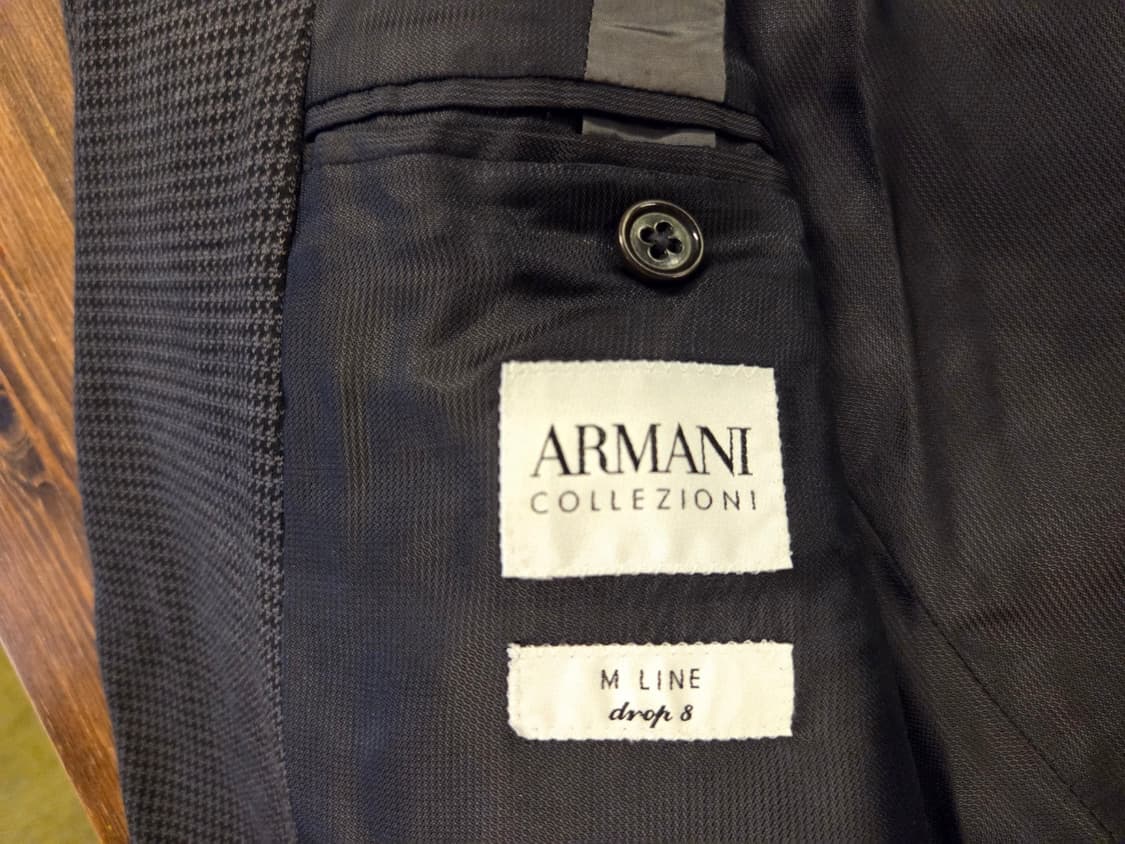 ARMANI
COLLEZIONI
M LINE
drop 8